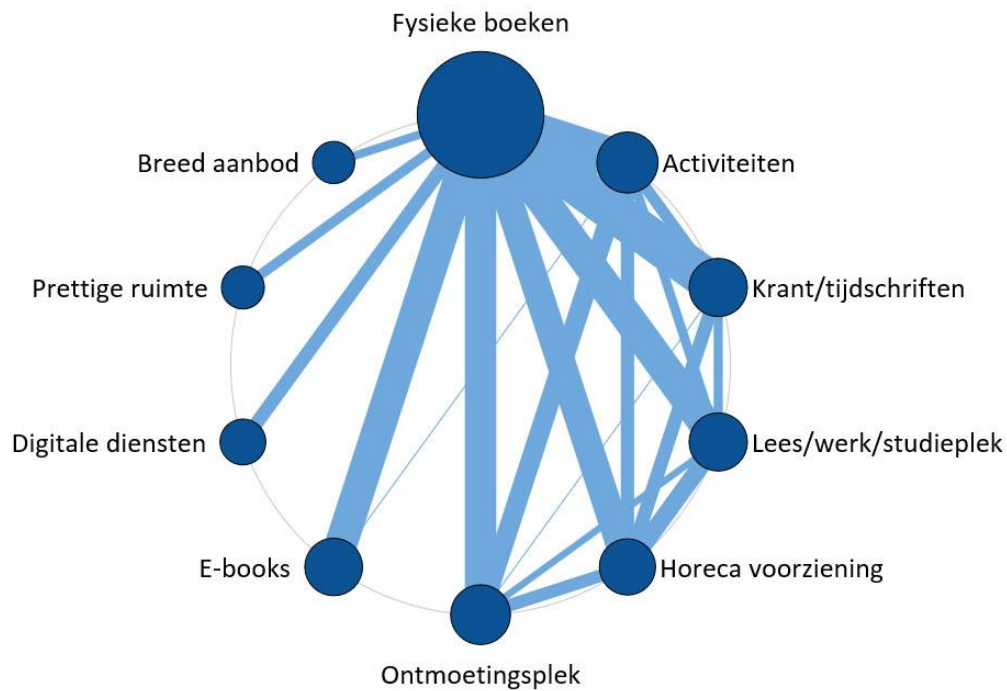 Fysieke boeken
Breed aanbod
Activiteiten
Prettige ruimte
Krant/tijdschriften
Digitale diensten
Lees/werk/studieplek
E-books
Horeca voorziening
Ontmoetingsplek